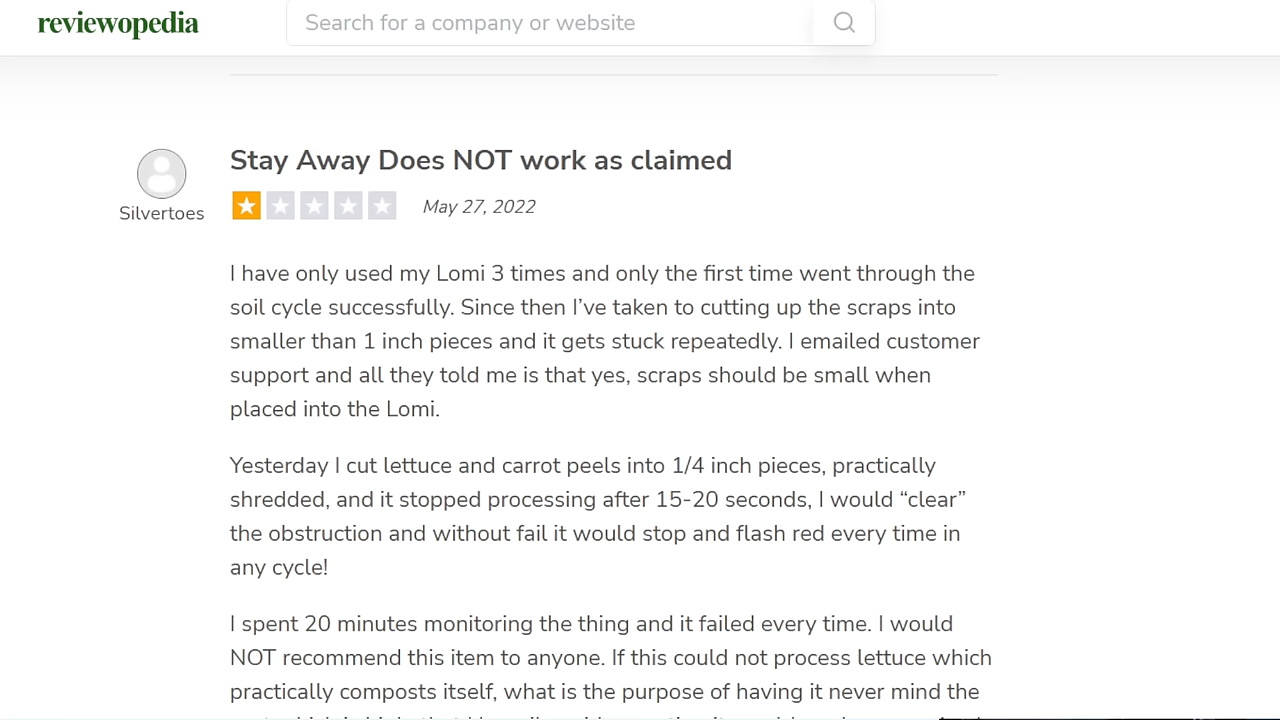 reviewopedia
Search for a company or website
Stay Away Does NOT work as claimed
Silvertoes
May 27, 2022
I have only used my Lomi 3 times and only the first time went through the
soil cycle successfully. Since then I’ve taken to cutting up the scraps into
smaller than 1 inch pieces and it gets stuck repeatedly. I emailed customer
support and all they told me is that yes, scraps should be small when
placed into the Lomi.
Yesterday I cut lettuce and carrot peels into 1/4 inch pieces, practically
shredded, and it stopped processing after 15-20 seconds, I would “clear”
the obstruction and without fail it would stop and flash red every time in
any cycle!
I spent 20 minutes monitoring the thing and it failed every time. I would
NOT recommend this item to anyone. If this could not process lettuce which
practically composts itself, what is the purpose of having it never mind the